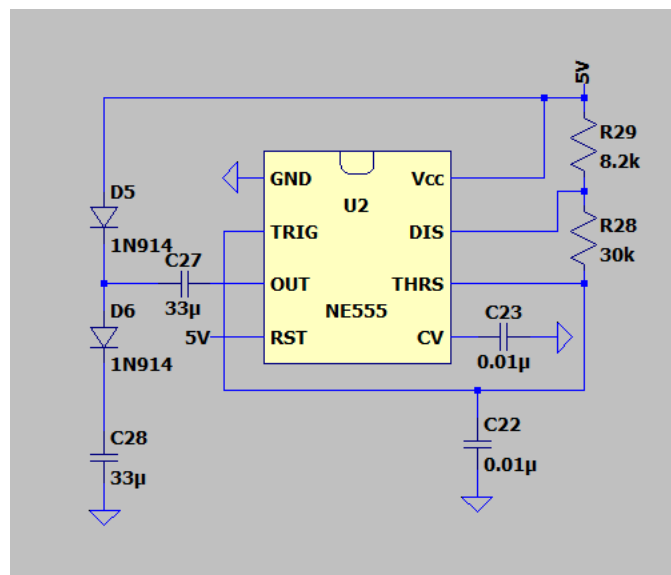 5V
R29
8.2k
D5
1N914
GND
Vcc
U2
TRIG
DIS
R28
30k
C27
33µ
OUT
THRS
D6
1N914
5V
RST
NE555
CV
C23
0.01µ
C28
33µ
C22
0.01µ